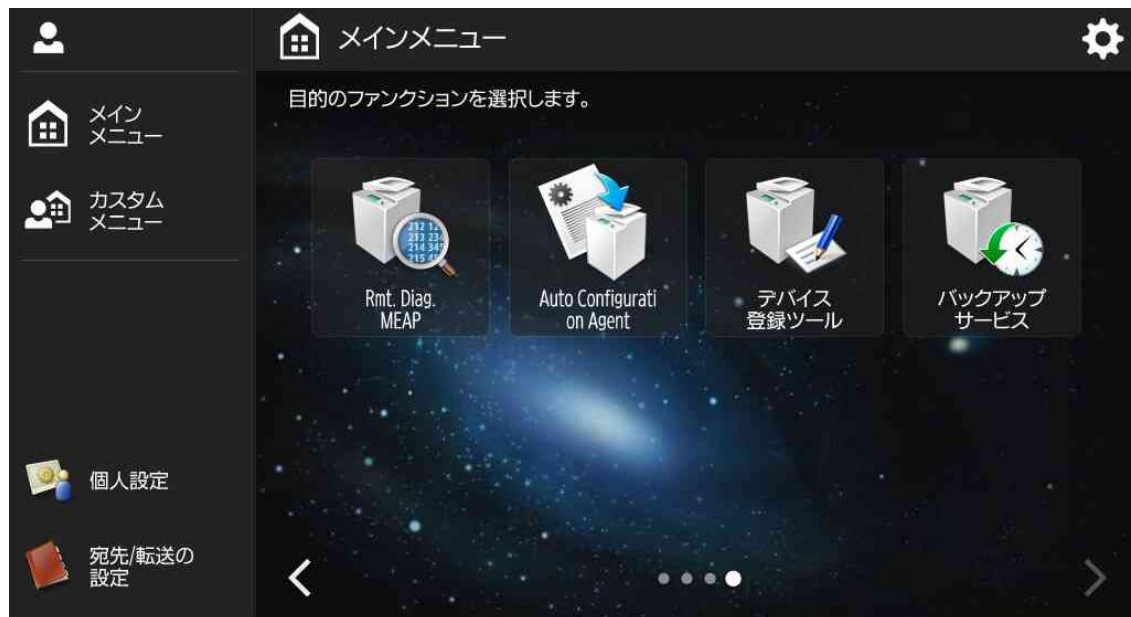 メインメニュー
目的のファンクションを選択します。
メイン
メニュー
カスタム
メニュー
個人設定
宛先/転送の
設定
Rmt. Diag.
MEAP
Auto Configurati
on Agent
デバイス
登録ツール
バックアップ
サービス